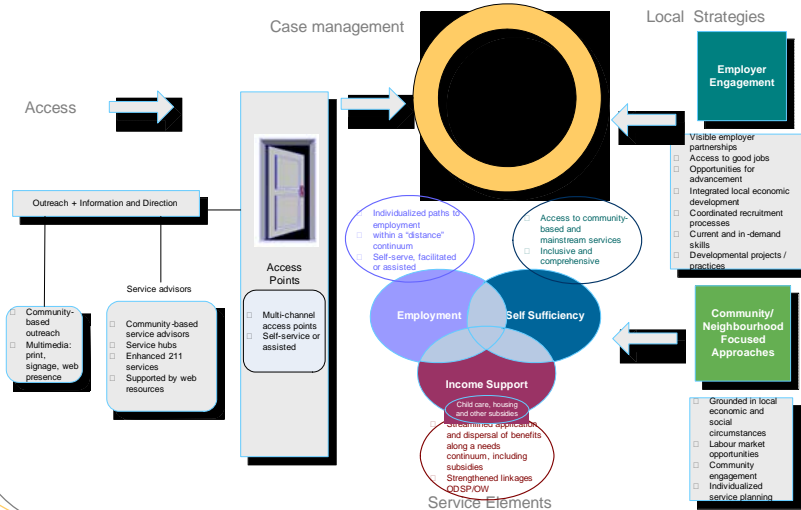 Case management
Local Strategies
Access
Employer
Engagement
Visible employer
partnerships
Access to good jobs
Opportunities for
advancement
Integrated local economic
development
Coordinated recruitment
processes
Current and in -demand
skills
Developmental projects /
practices
Outreach + Information and Direction
Service advisors
Community-
based
outreach
Multimedia:
print,
signage, web
presence
Community-based
service advisors
Service hubs
Enhanced 211
services
Supported by web
resources
Access
Points
Multi-channel
access points
Self-service or
assisted
Individualized paths to
employment
within a “distance”
continuum
Self-serve, facilitated
or assisted
Access to community-
based and
mainstream services
Inclusive and
comprehensive
Employment
Self Sufficiency
Income Support
Child care, housing
and other subsidies
Streamlined application
and dispersal of benefits
along a needs
continuum, including
subsidies
Strengthened linkages
ODSP/OW
Service Elements
Community/
Neighbourhood
Focused
Approaches
Grounded in local
economic and
social
circumstances
Labour market
opportunities
Community
engagement
Individualized
service planning